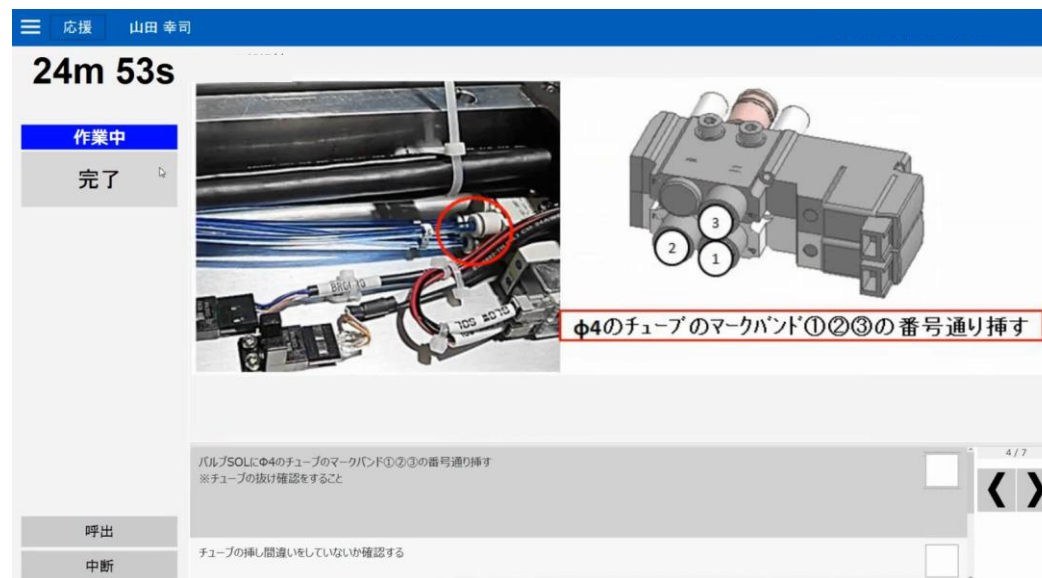 応援 山田 幸司
24m 53s
作業中
完了
3
2
1
SOL
Φ4のチューブのマークバンド①②③の番号通り挿す
バルブSOLにΦ4のチューブのマークバンド①②③の番号通り挿す
※チューブの抜け確認をすること
4 / 7
呼出
チューブの挿し間違いをしていないか確認する
中断